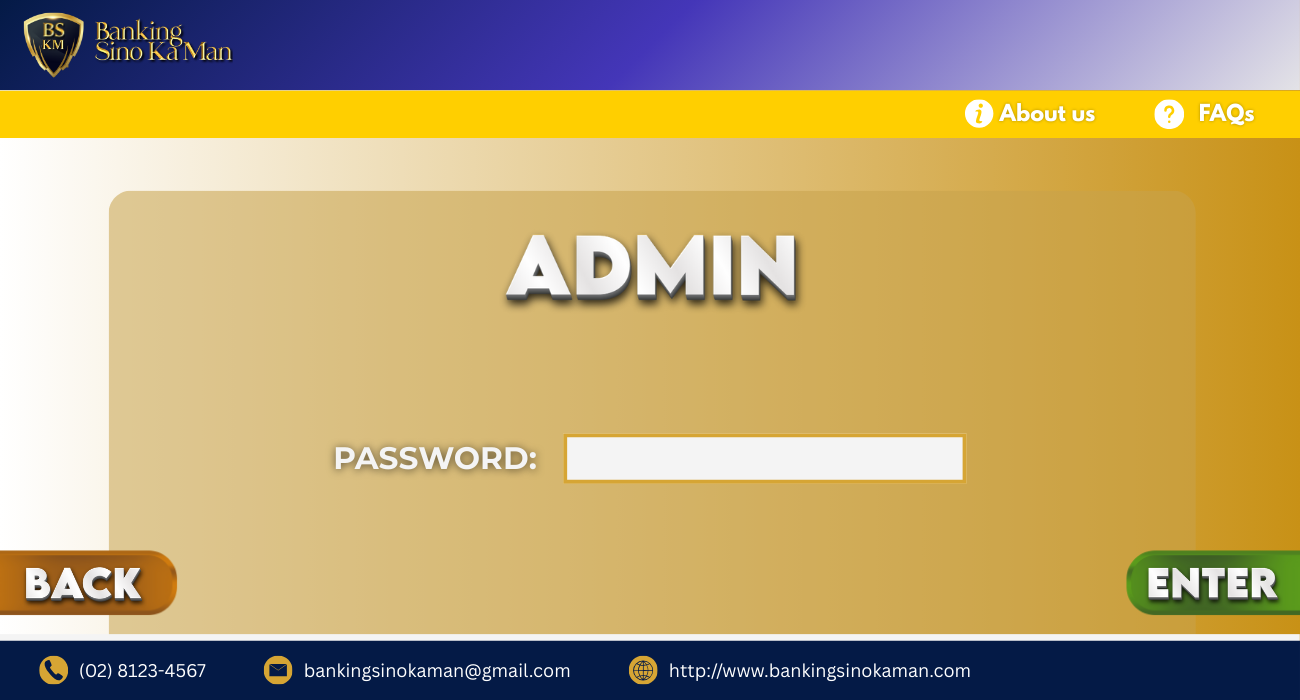 BS
KM
Banking
Sino Ka Man
i About us
? FAQs
ADMIN
PASSWORD:
BACK
ENTER
(02) 8123-4567
bankingsinokaman@gmail.com
http://www.bankingsinokaman.com